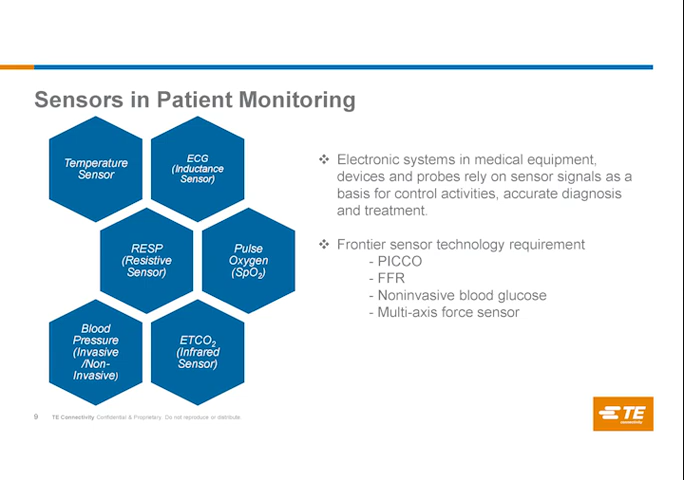 Sensors in Patient Monitoring
Temperature
Sensor
ECG
(Inductance
Sensor)
RESP
(Resistive
Sensor)
Pulse
Oxygen
(SpO₂)
Blood
Pressure
(Invasive
/Non-
Invasive)
ETCO₂
(Infrared
Sensor)
❖ Electronic systems in medical equipment,
devices and probes rely on sensor signals as a
basis for control activities, accurate diagnosis
and treatment.
❖ Frontier sensor technology requirement
- PICCO
- FFR
- Noninvasive blood glucose
- Multi-axis force sensor
9 TE Connectivity Confidential & Proprietary. Do not reproduce or distribute.
TE
connectivity